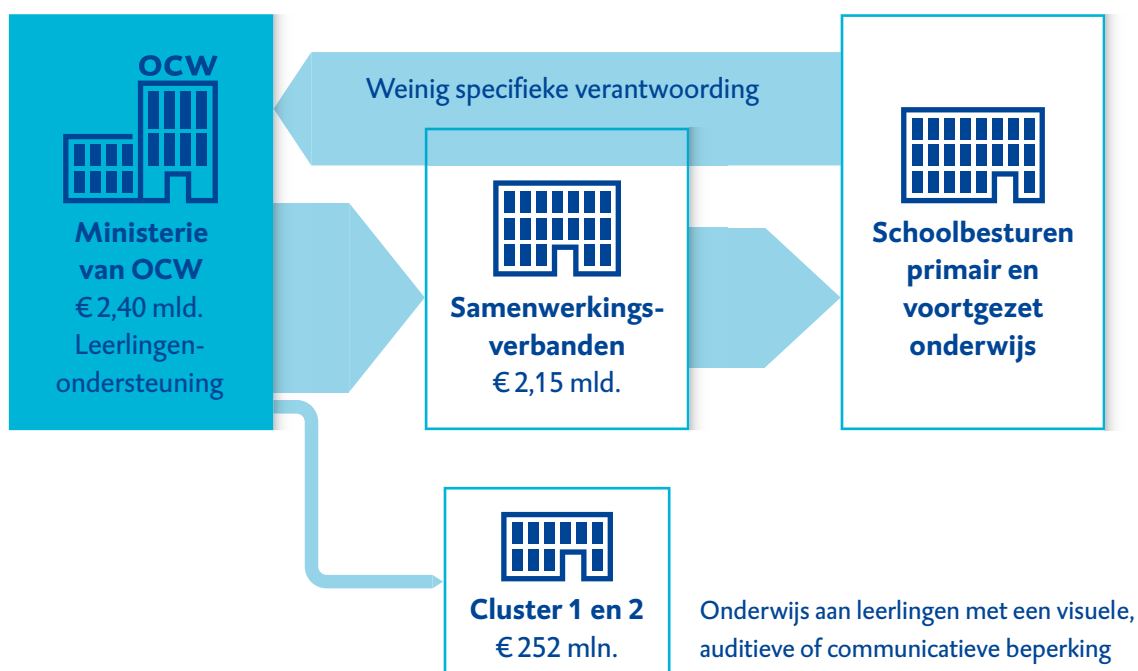 OCW
Ministerie
van OCW
€ 2,40 mld.
Leerlingen-
ondersteuning
Weinig specifieke verantwoording
Samenwerkings-
verbanden
€ 2,15 mld.
Schoolbesturen
primair en
voortgezet
onderwijs
Cluster 1 en 2
€ 252 mln.
Onderwijs aan leerlingen met een visuele,
auditieve of communicatieve beperking